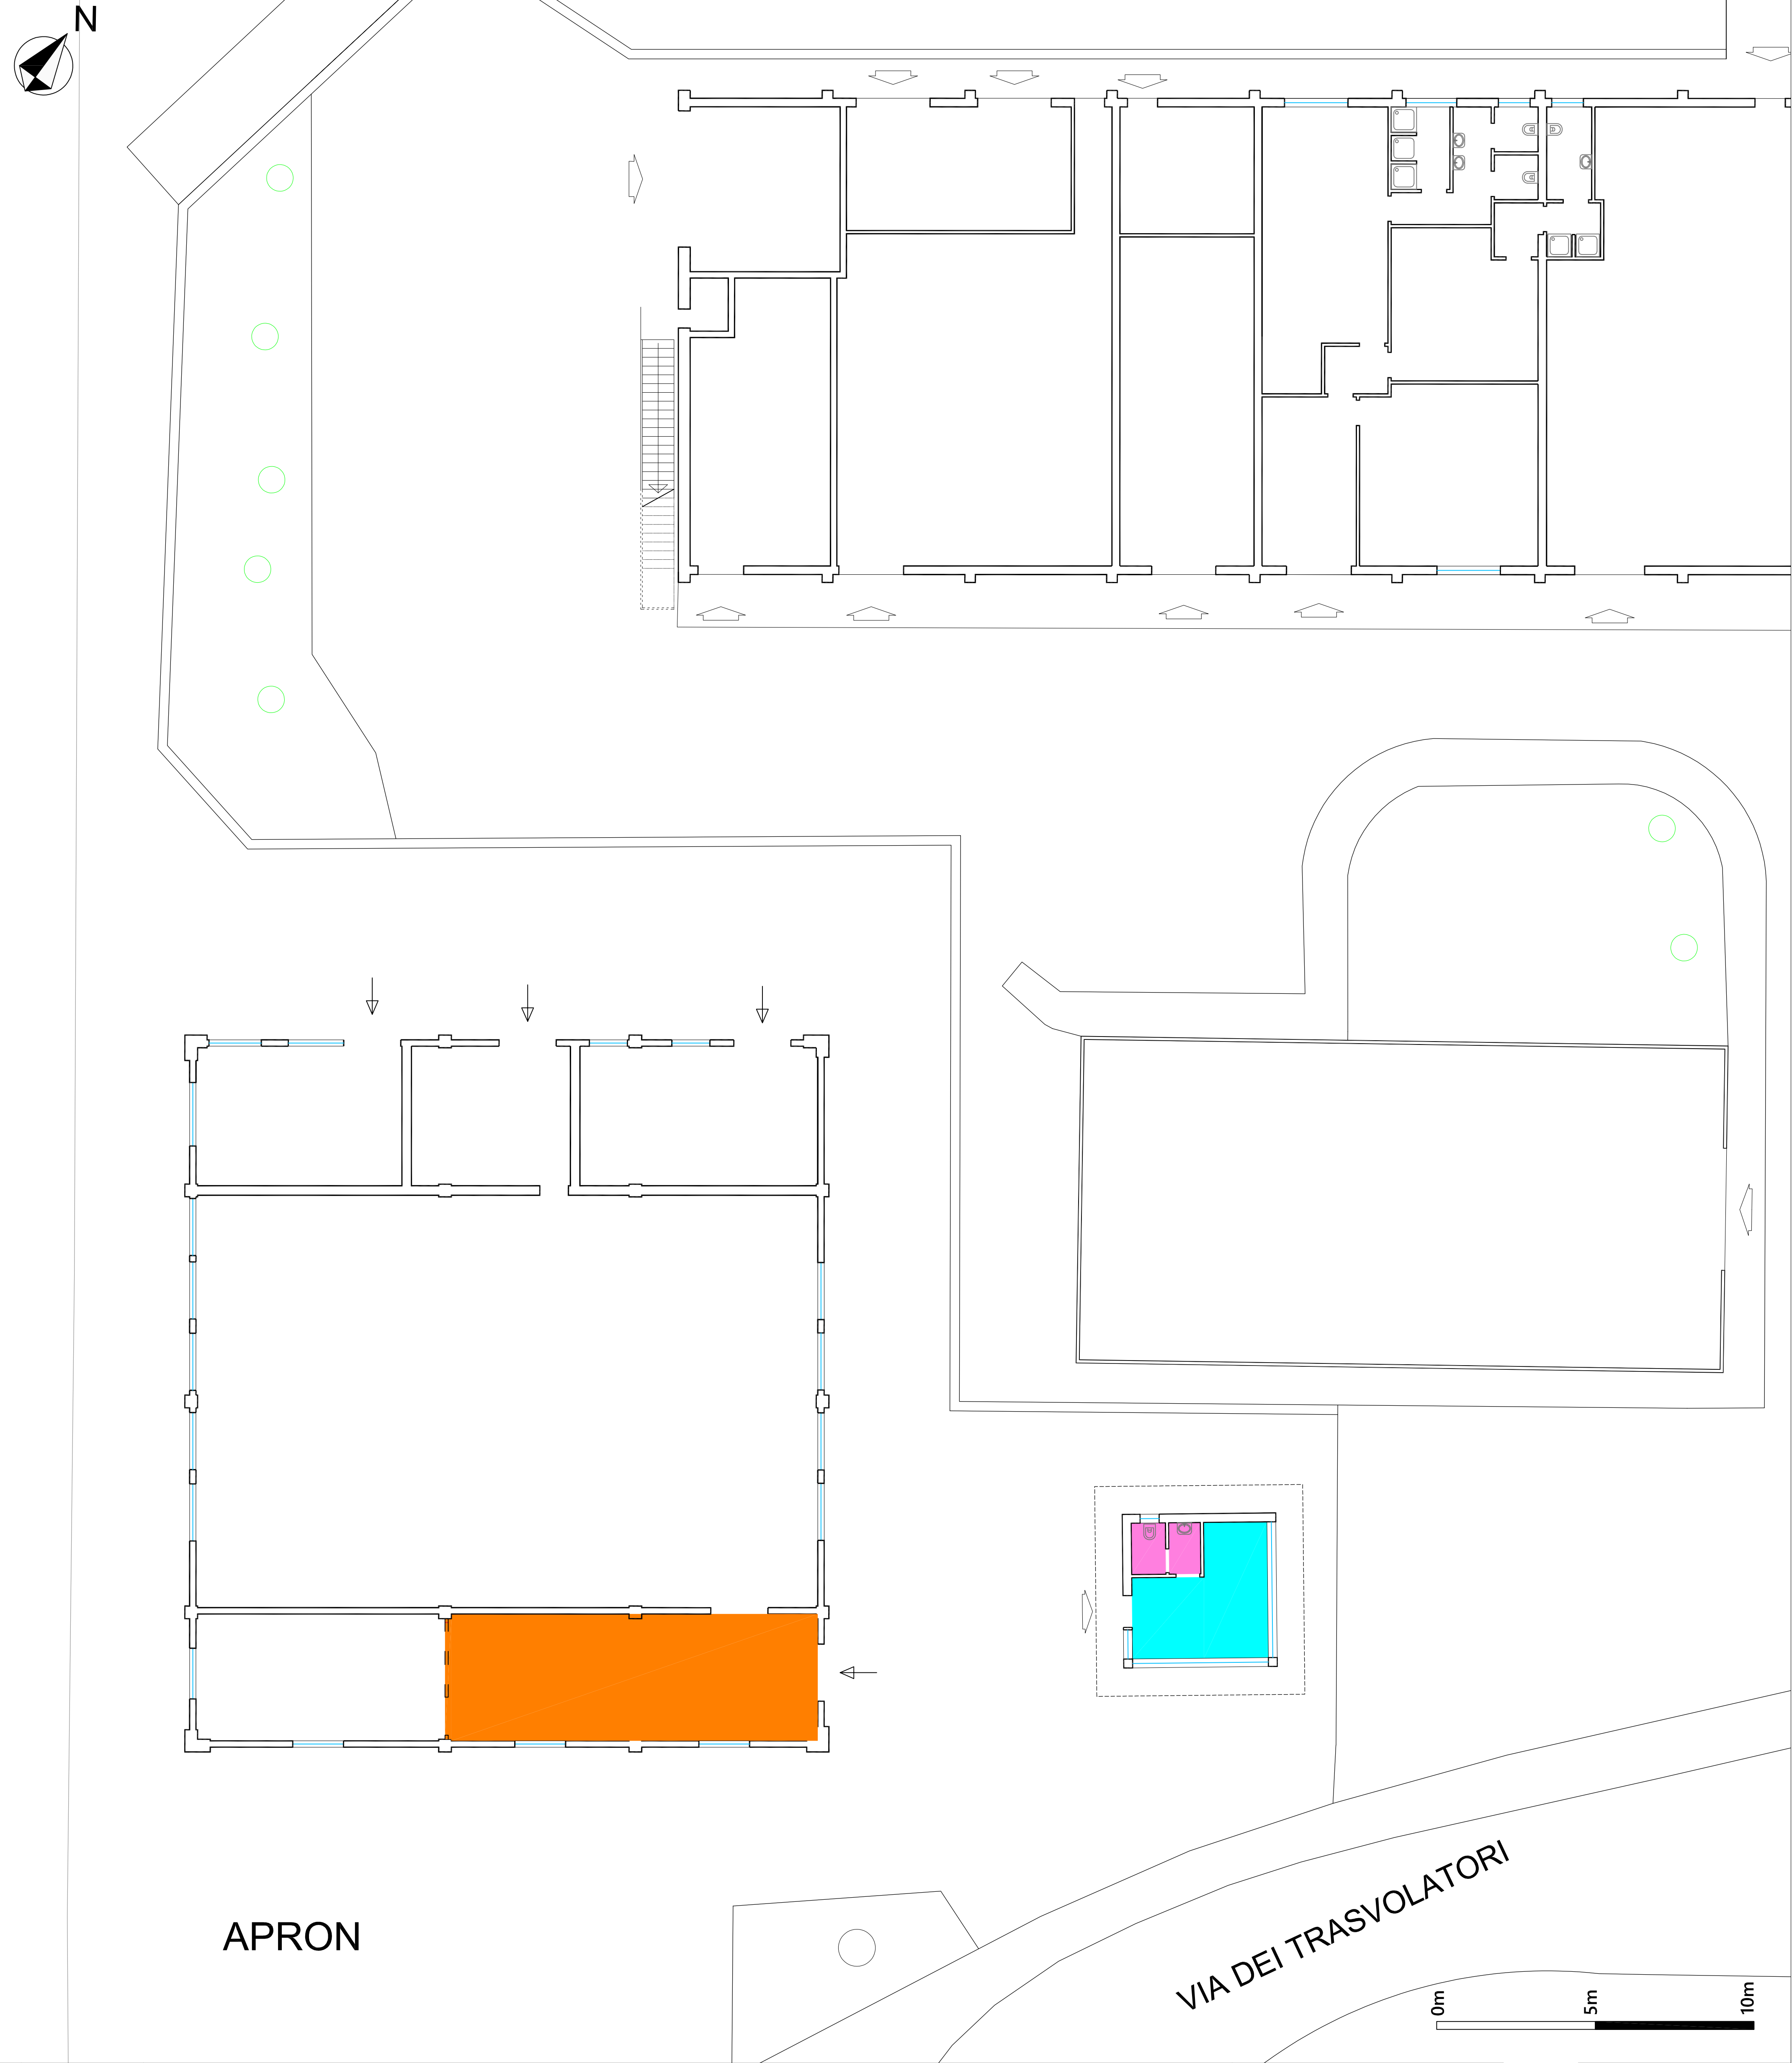 N
APRON
VIA DEI TRASVOLATORI
0m
5m
10m